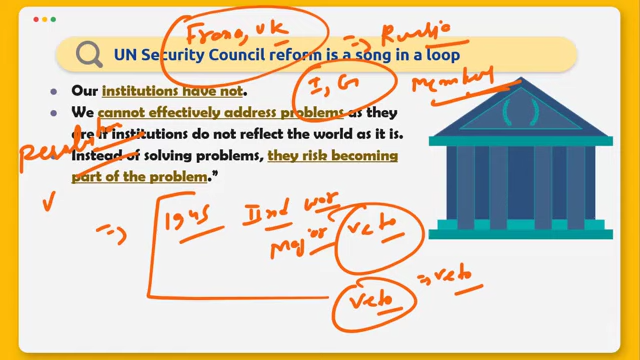 France, UK
⇒ Russia
UN Security Council reform is a song in a loop
I, G
member
Our institutions have not.
We cannot effectively address problems as they
are if institutions do not reflect the world as it is.
Instead of solving problems, they risk becoming
part of the problem.”
⇒ 1945 IInd war
Major veto
veto ⇒ veto